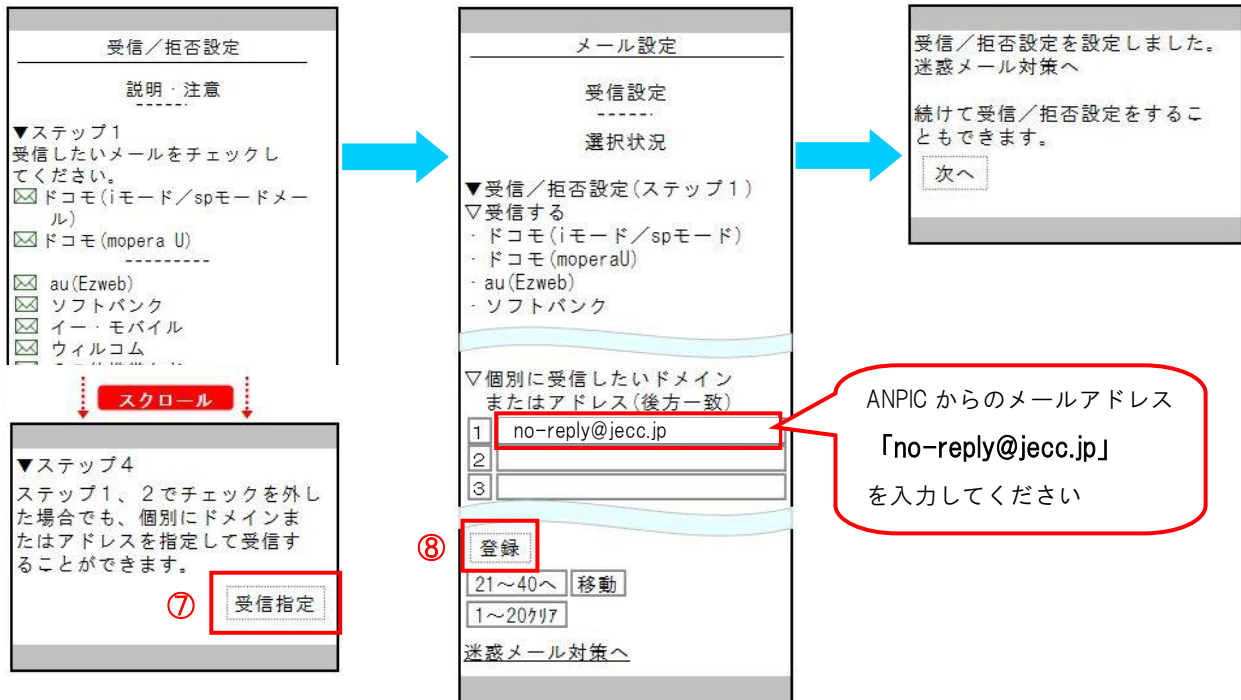 受信／拒否設定
説明・注意
▼ステップ1
受信したいメールをチェックし
てください。
ドコモ(iモード／spモードメー
ル)
ドコモ(mopera U)
au(Ezweb)
ソフトバンク
イー・モバイル
ウィルコム
スクロール
▼ステップ4
ステップ1、2でチェックを外し
た場合でも、個別にドメインま
たはアドレスを指定して受信す
ることができます。
⑦
受信指定
メール設定
受信設定
選択状況
▼受信／拒否設定(ステップ1)
▽受信する
・ドコモ(iモード／spモード)
・ドコモ(moperaU)
・au(Ezweb)
・ソフトバンク
▽個別に受信したいドメイン
またはアドレス(後方一致)
1 no-reply@jecc.jp
2
3
⑧
登録
21～40へ 移動
1～20ｸﾘｱ
迷惑メール対策へ
受信／拒否設定を設定しました。
迷惑メール対策へ
続けて受信／拒否設定をするこ
ともできます。
次へ
ANPIC からのメールアドレス
「no-reply@jecc.jp」
を入力してください